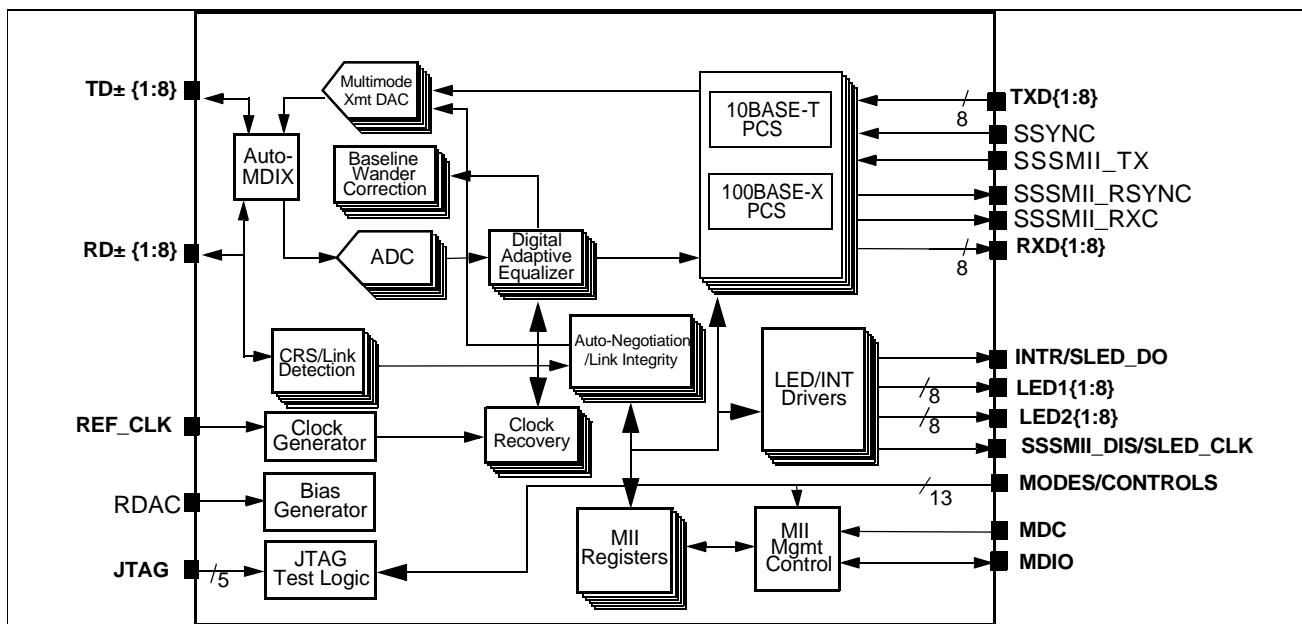 TD± {1:8}
RD± {1:8}
REF_CLK
RDAC
JTAG
5
Auto-
MDIX
Multimode
Xmt DAC
Baseline
Wander
Correction
ADC
Digital
Adaptive
Equalizer
CRS/Link
Detection
Auto-Negotiation
/Link Integrity
Clock
Generator
Clock
Recovery
Bias
Generator
JTAG
Test Logic
10BASE-T
PCS
100BASE-X
PCS
LED/INT
Drivers
MII
Registers
MII
Mgmt
Control
TXD{1:8}
8
SSYNC
SSSMII_TX
SSSMII_RSYNC
SSSMII_RXC
RXD{1:8}
8
INTR/SLED_DO
LED1{1:8}
8
LED2{1:8}
8
SSSMII_DIS/SLED_CLK
MODES/CONTROLS
13
MDC
MDIO